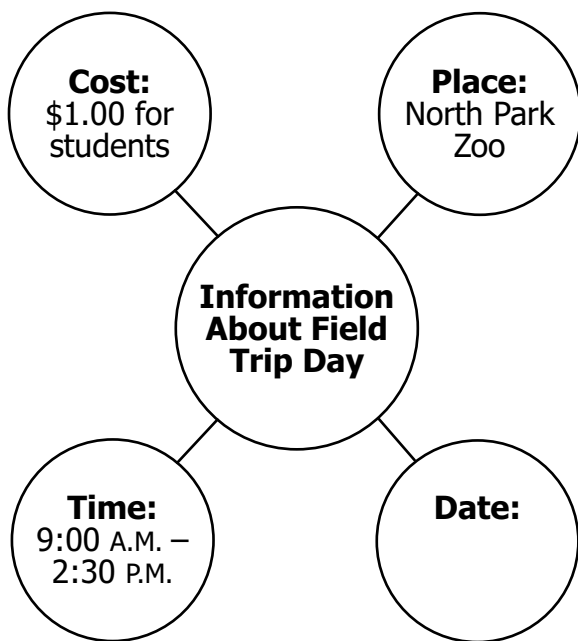 Cost:
$1.00 for
students
Place:
North Park
Zoo
Information
About Field
Trip Day
Time:
9:00 A.M. –
2:30 P.M.
Date: